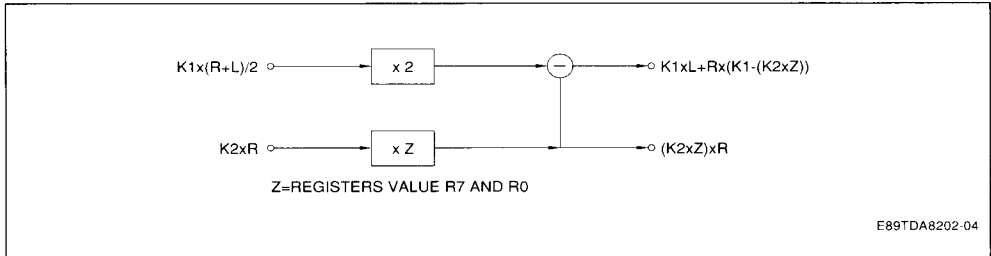 K1x(R+L)/2
x 2
−
K1xL+Rx(K1-(K2xZ))
K2xR
x Z
(K2xZ)xR
Z=REGISTERS VALUE R7 AND R0
E89TDA8202-04